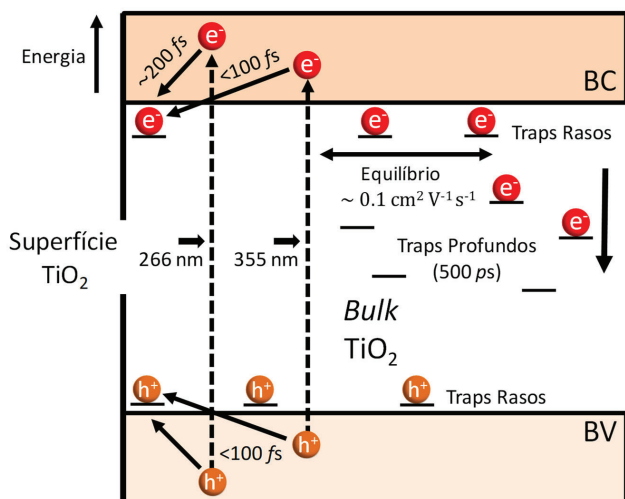 Energia
~200 fs
e-
<100 fs
e-
BC
e-
e-
e-
Traps Rasos
Equilíbrio
~ 0.1 cm² V⁻¹s⁻¹
e-
e-
Superfície
TiO₂
266 nm
355 nm
Traps Profundos
(500 ps)
Bulk
TiO₂
h+
h+
h+
Traps Rasos
<100 fs
h+
h+
BV